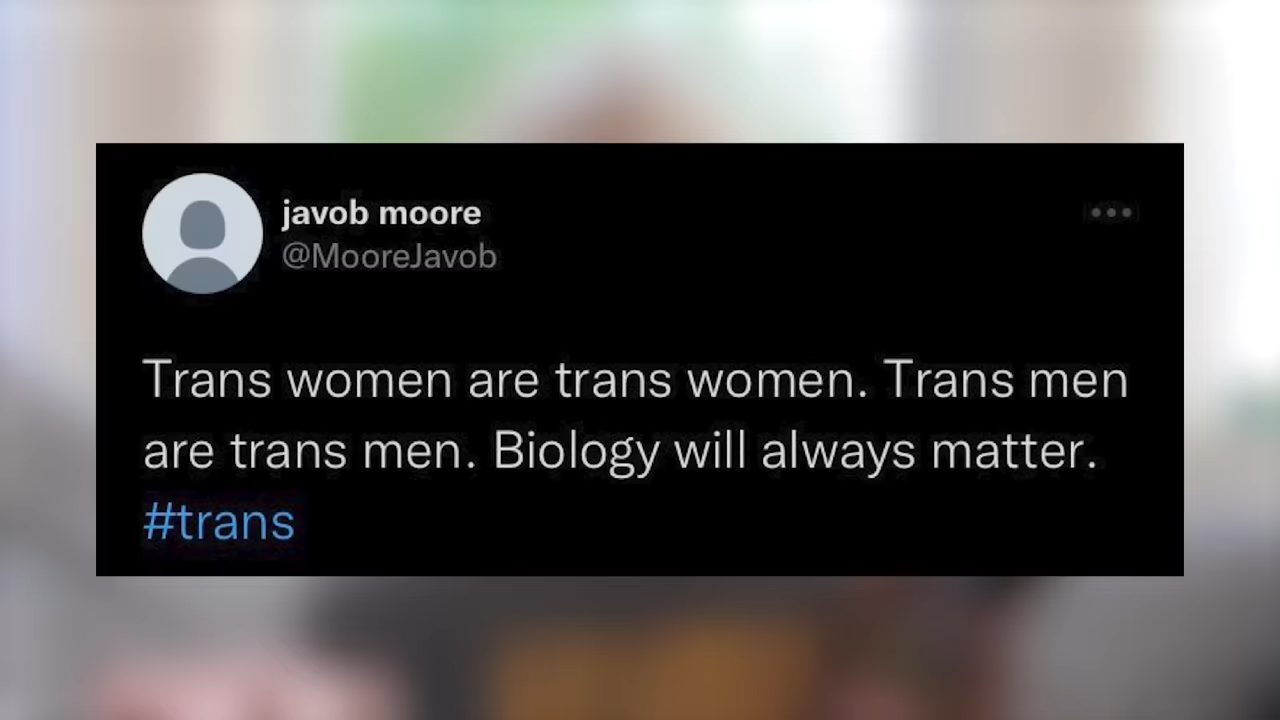 javob moore
@MooreJavob
Trans women are trans women. Trans men
are trans men. Biology will always matter.
#trans